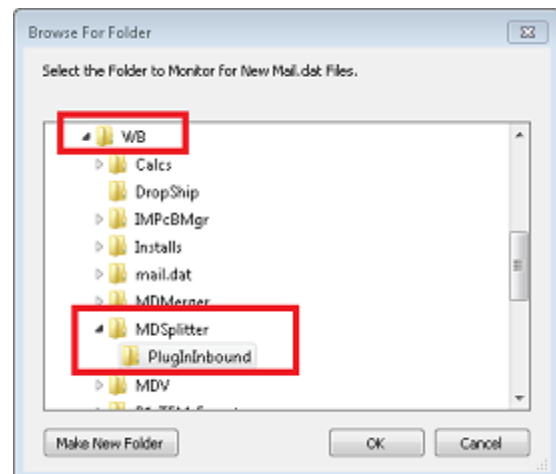 Browse For Folder
Select the Folder to Monitor for New Mail.dat Files.
WB
Calcs
DropShip
IMPcBMgr
Installs
mail.dat
MDMerger
MDSplitter
PlugInInbound
MDV
Make New Folder
OK
Cancel